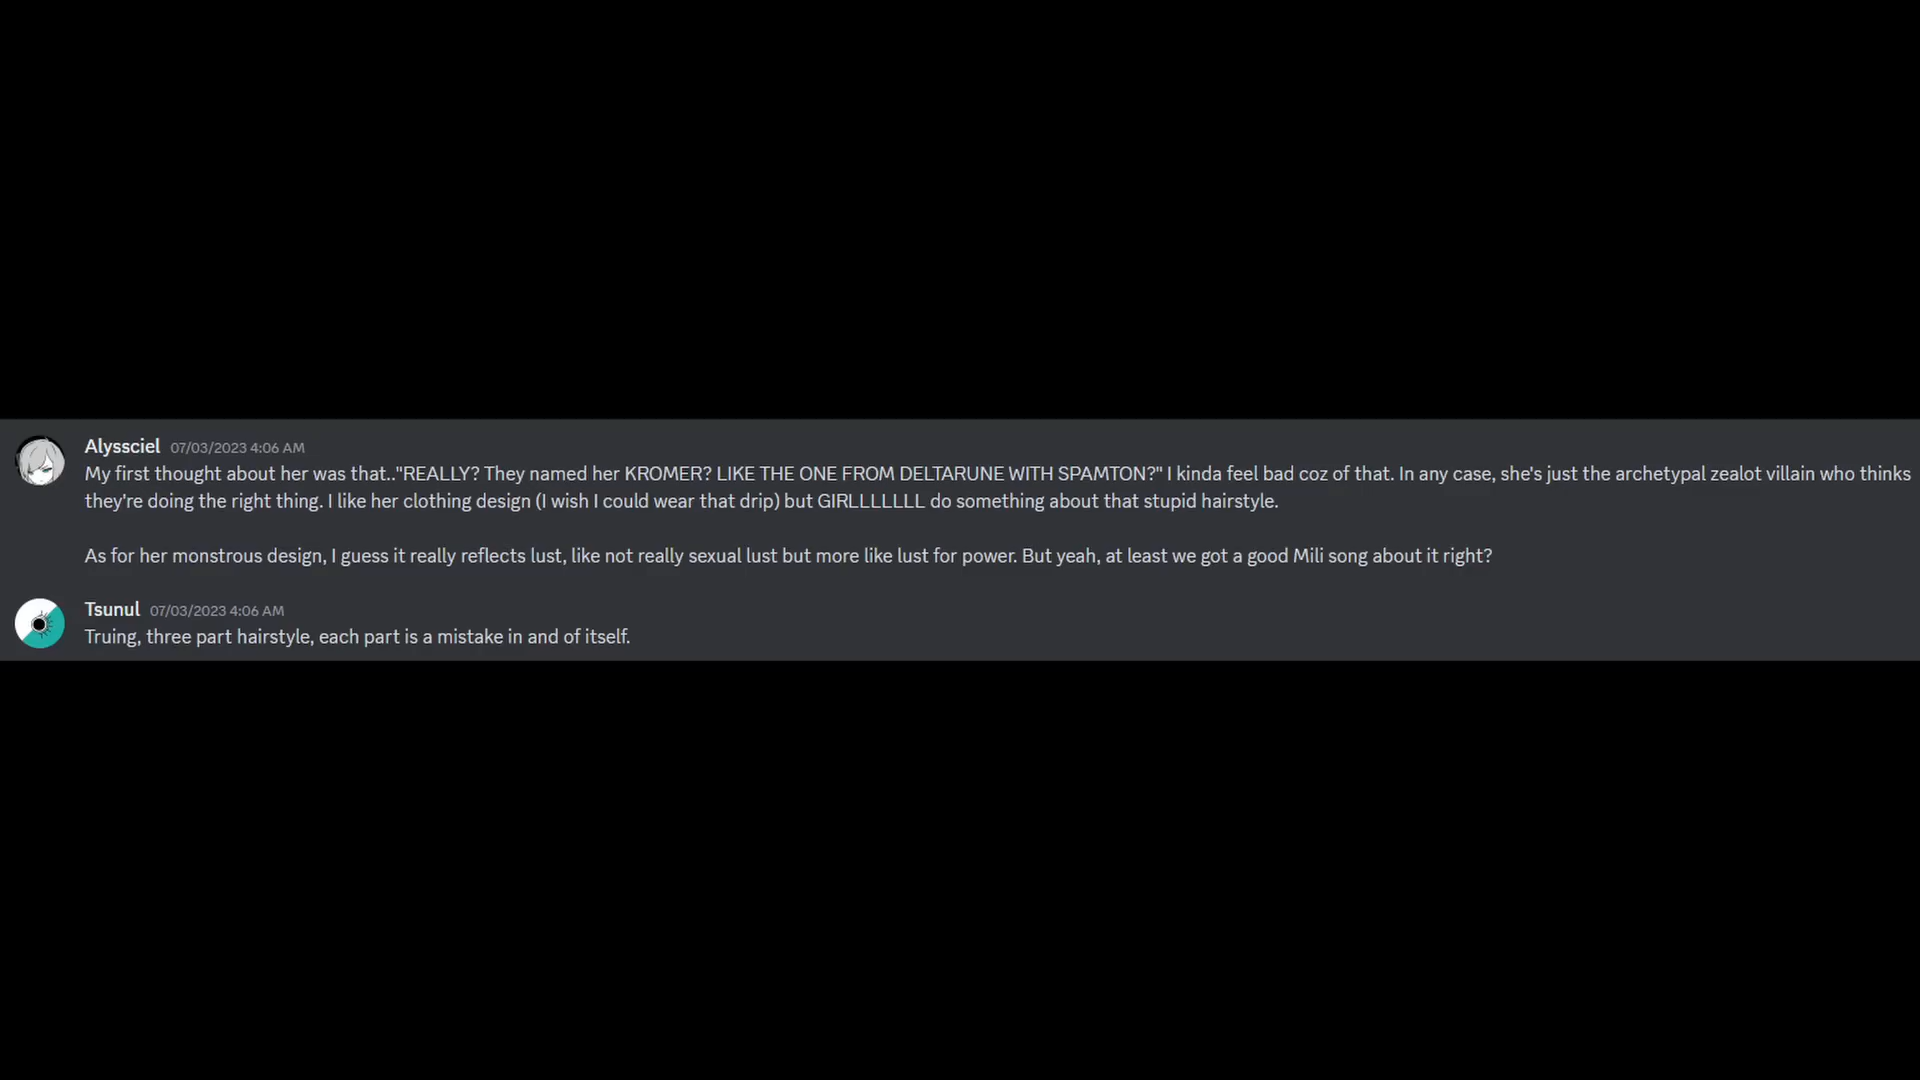 Alyssciel 07/03/2023 4:06 AM
My first thought about her was that.."REALLY? They named her KROMER? LIKE THE ONE FROM DELTARUNE WITH SPAMTON?" I kinda feel bad coz of that. In any case, she's just the archetypal zealot villain who thinks
they're doing the right thing. I like her clothing design (I wish I could wear that drip) but GIRLLLLLLL do something about that stupid hairstyle.
As for her monstrous design, I guess it really reflects lust, like not really sexual lust but more like lust for power. But yeah, at least we got a good Mili song about it right?
Tsunul 07/03/2023 4:06 AM
Truing, three part hairstyle, each part is a mistake in and of itself.